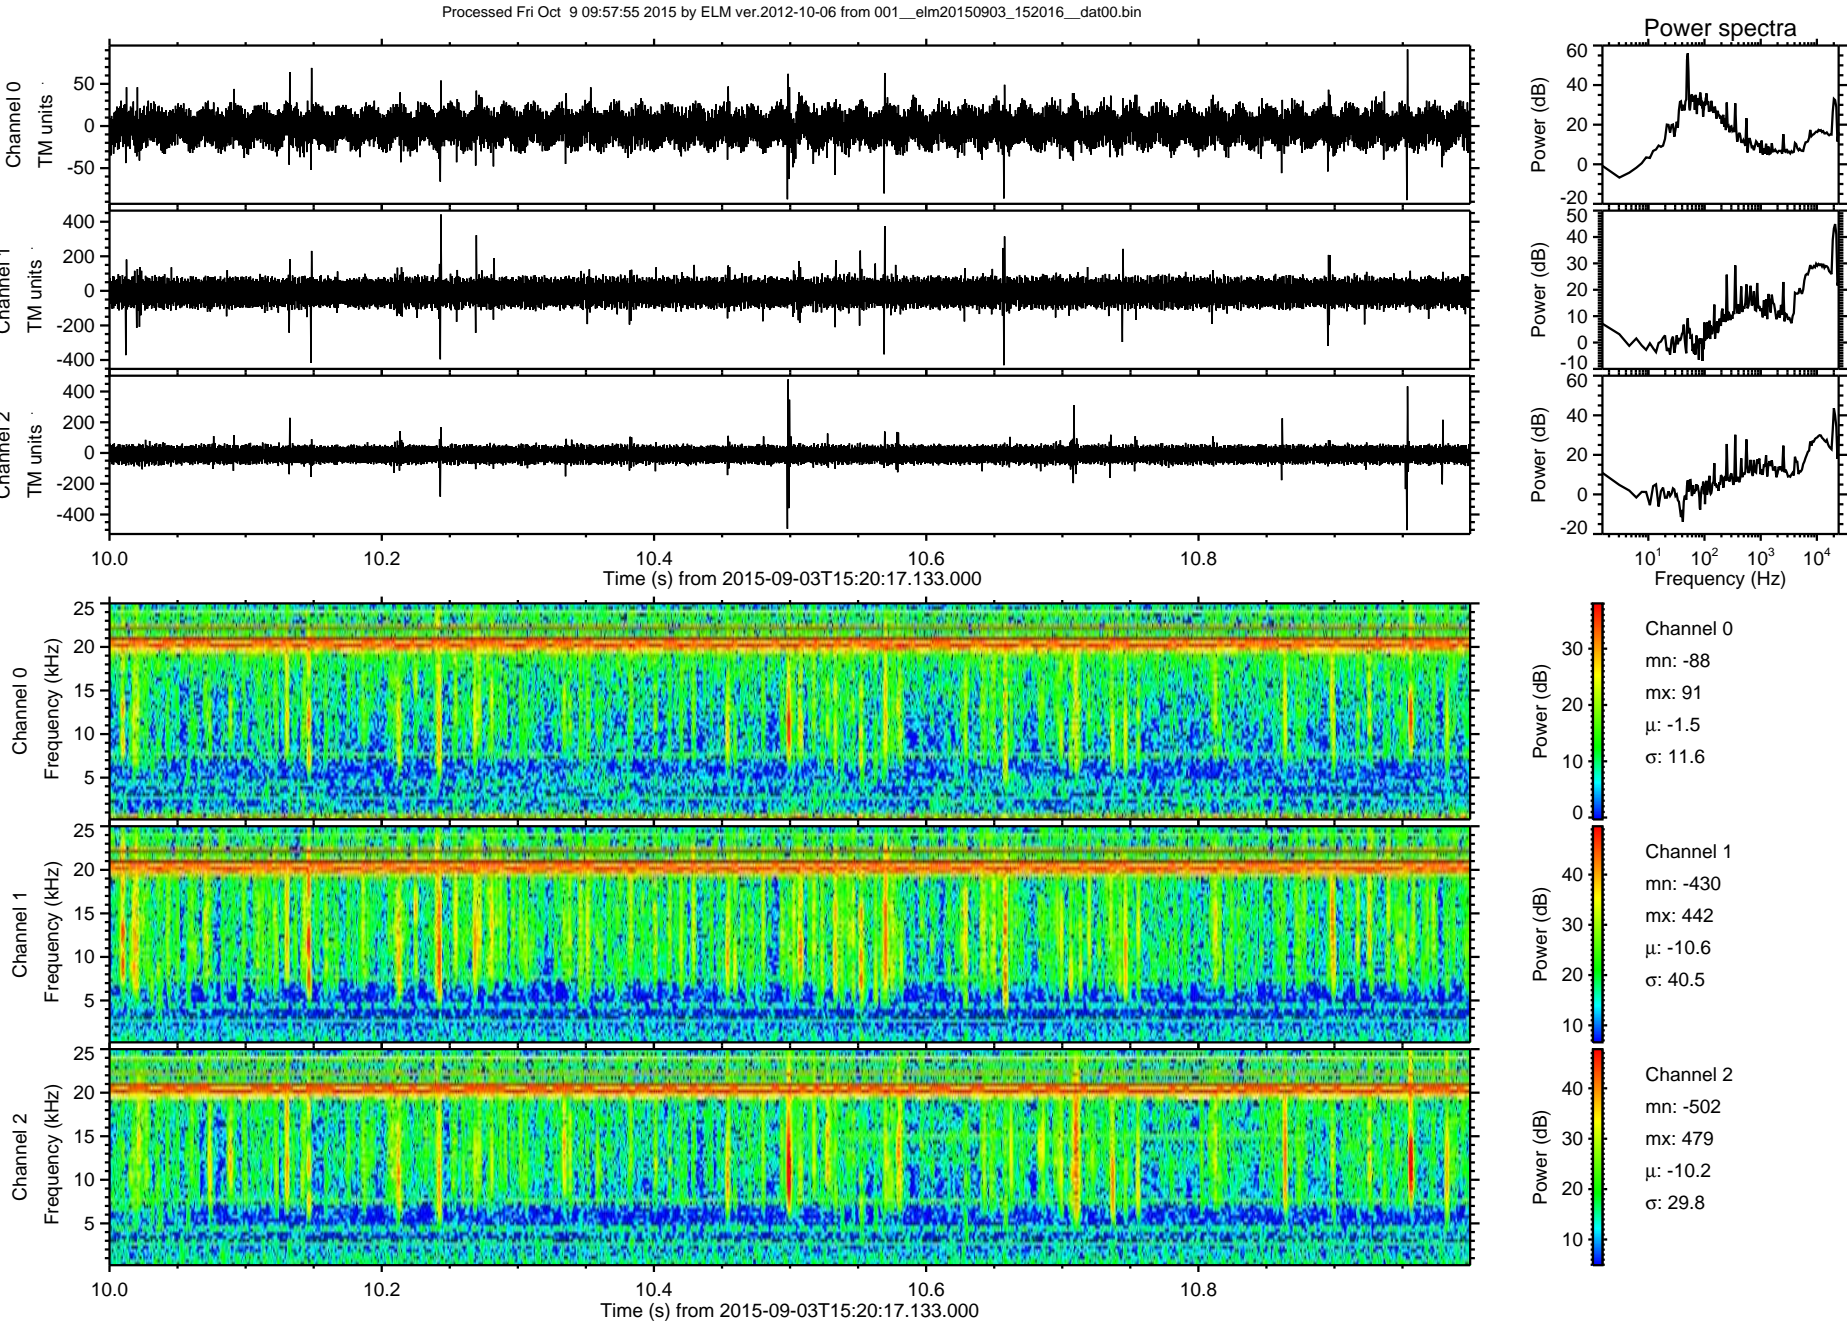 Processed Fri Oct  9 09:57:55 2015 by ELM ver.2012-10-06 from 001__elm20150903_152016__dat00.bin
Power spectra
Channel 0
TM units
50
0
-50
Power (dB)
60
40
20
0
-20
Channel 1
TM units
400
200
0
-200
-400
Power (dB)
50
40
30
20
10
0
-10
Channel 2
TM units
400
200
0
-200
-400
Power (dB)
60
40
20
0
-20
10.0 10.2 10.4 10.6 10.8
Time (s) from 2015-09-03T15:20:17.133.000
10¹ 10² 10³ 10⁴
Frequency (Hz)
Channel 0
Frequency (kHz)
25
20
15
10
5
Power (dB)
30
20
10
0
Channel 0
mn: -88
mx: 91
μ: -1.5
σ: 11.6
Channel 1
Frequency (kHz)
25
20
15
10
5
Power (dB)
40
30
20
10
Channel 1
mn: -430
mx: 442
μ: -10.6
σ: 40.5
Channel 2
Frequency (kHz)
25
20
15
10
5
Power (dB)
40
30
20
10
Channel 2
mn: -502
mx: 479
μ: -10.2
σ: 29.8
10.0 10.2 10.4 10.6 10.8
Time (s) from 2015-09-03T15:20:17.133.000